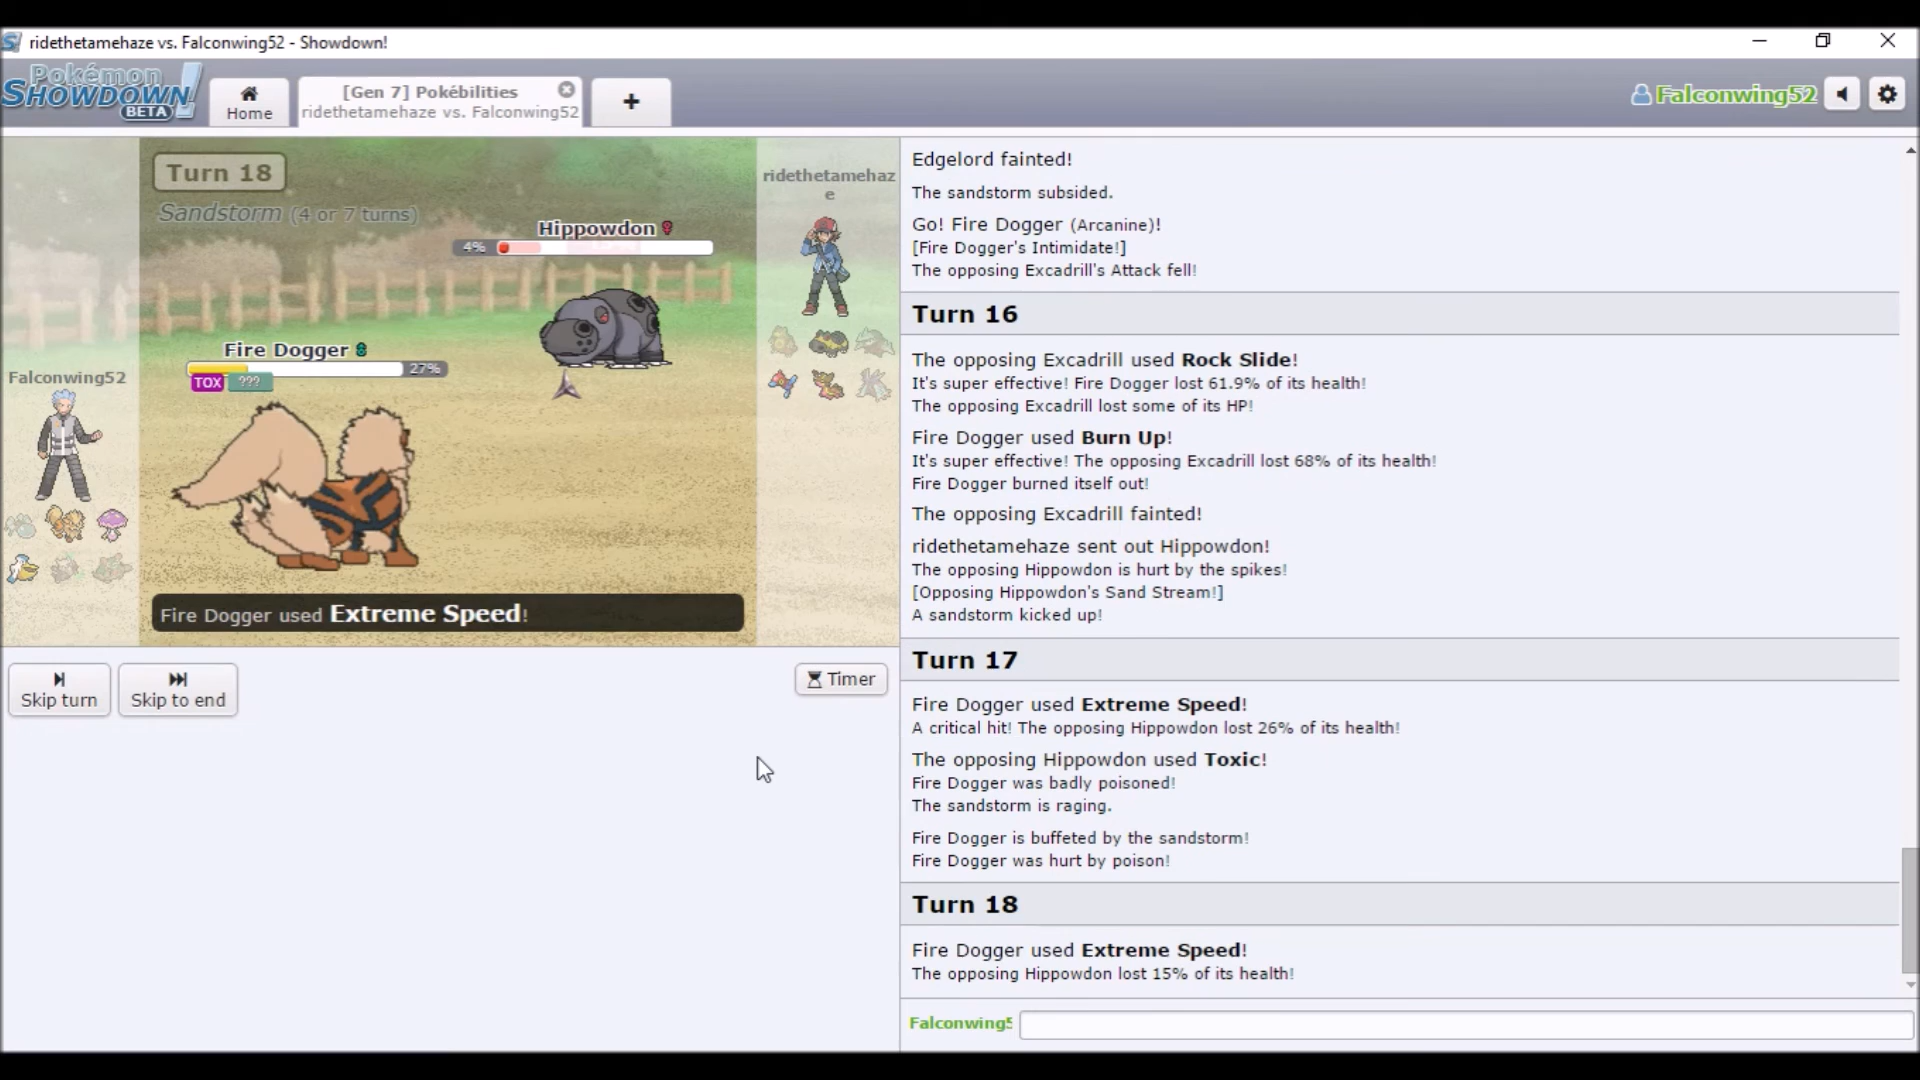 ridethetamehaze vs. Falconwing52 - Showdown!
Pokémon
SHOWDOWN!
BETA
Home
[Gen 7] Pokébilities
ridethetamehaze vs. Falconwing52
+
Falconwing52
Turn 18
Sandstorm (4 or 7 turns)
Hippowdon
4%
Fire Dogger
27%
TOX
???
Falconwing52
ridethetamehaz
e
Fire Dogger used Extreme Speed!
Skip turn
Skip to end
Timer
Edgelord fainted!
The sandstorm subsided.
Go! Fire Dogger (Arcanine)!
[Fire Dogger's Intimidate!]
The opposing Excadrill's Attack fell!
Turn 16
The opposing Excadrill used Rock Slide!
It's super effective! Fire Dogger lost 61.9% of its health!
The opposing Excadrill lost some of its HP!
Fire Dogger used Burn Up!
It's super effective! The opposing Excadrill lost 68% of its health!
Fire Dogger burned itself out!
The opposing Excadrill fainted!
ridethetamehaze sent out Hippowdon!
The opposing Hippowdon is hurt by the spikes!
[Opposing Hippowdon's Sand Stream!]
A sandstorm kicked up!
Turn 17
Fire Dogger used Extreme Speed!
A critical hit! The opposing Hippowdon lost 26% of its health!
The opposing Hippowdon used Toxic!
Fire Dogger was badly poisoned!
The sandstorm is raging.
Fire Dogger is buffeted by the sandstorm!
Fire Dogger was hurt by poison!
Turn 18
Fire Dogger used Extreme Speed!
The opposing Hippowdon lost 15% of its health!
Falconwing5